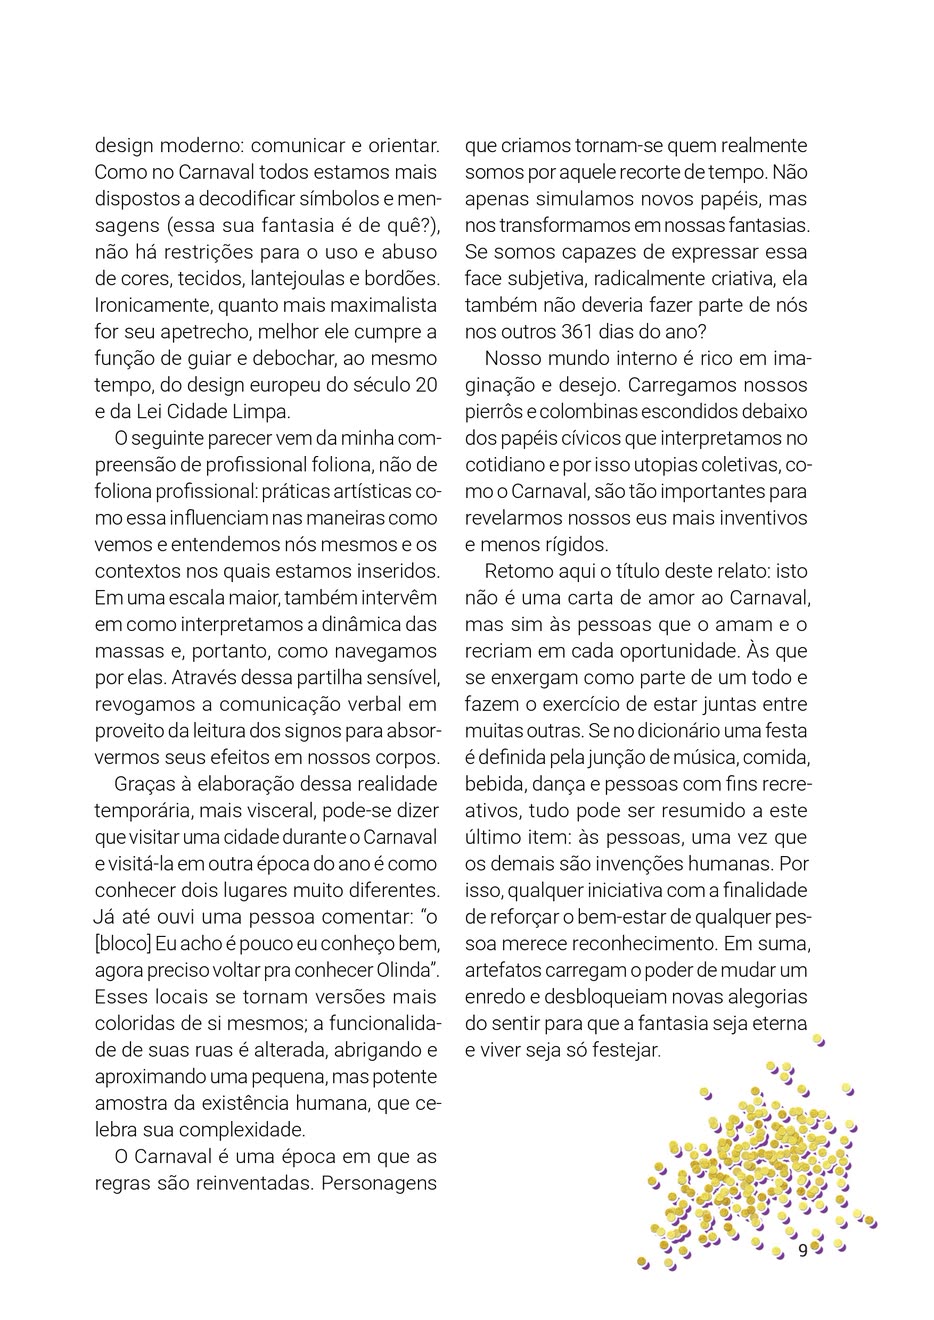 design moderno: comunicar e orientar.
Como no Carnaval todos estamos mais
dispostos a decodificar símbolos e men-
sagens (essa sua fantasia é de quê?),
não há restrições para o uso e abuso
de cores, tecidos, lantejoulas e bordões.
Ironicamente, quanto mais maximalista
for seu apetrecho, melhor ele cumpre a
função de guiar e debochar, ao mesmo
tempo, do design europeu do século 20
e da Lei Cidade Limpa.
O seguinte parecer vem da minha com-
preensão de profissional foliona, não de
foliona profissional: práticas artísticas co-
mo essa influenciam nas maneiras como
vemos e entendemos nós mesmos e os
contextos nos quais estamos inseridos.
Em uma escala maior, também intervêm
em como interpretamos a dinâmica das
massas e, portanto, como navegamos
por elas. Através dessa partilha sensível,
revogamos a comunicação verbal em
proveito da leitura dos signos para absor-
vermos seus efeitos em nossos corpos.
Graças à elaboração dessa realidade
temporária, mais visceral, pode-se dizer
que visitar uma cidade durante o Carnaval
e visitá-la em outra época do ano é como
conhecer dois lugares muito diferentes.
Já até ouvi uma pessoa comentar: “o
[bloco] Eu acho é pouco eu conheço bem,
agora preciso voltar pra conhecer Olinda”.
Esses locais se tornam versões mais
coloridas de si mesmos; a funcionalida-
de de suas ruas é alterada, abrigando e
aproximando uma pequena, mas potente
amostra da existência humana, que ce-
lebra sua complexidade.
O Carnaval é uma época em que as
regras são reinventadas. Personagens
que criamos tornam-se quem realmente
somos por aquele recorte de tempo. Não
apenas simulamos novos papéis, mas
nos transformamos em nossas fantasias.
Se somos capazes de expressar essa
face subjetiva, radicalmente criativa, ela
também não deveria fazer parte de nós
nos outros 361 dias do ano?
Nosso mundo interno é rico em ima-
ginação e desejo. Carregamos nossos
pierrôs e colombinas escondidos debaixo
dos papéis cívicos que interpretamos no
cotidiano e por isso utopias coletivas, co-
mo o Carnaval, são tão importantes para
revelarmos nossos eus mais inventivos
e menos rígidos.
Retomo aqui o título deste relato: isto
não é uma carta de amor ao Carnaval,
mas sim às pessoas que o amam e o
recriam em cada oportunidade. Às que
se enxergam como parte de um todo e
fazem o exercício de estar juntas entre
muitas outras. Se no dicionário uma festa
é definida pela junção de música, comida,
bebida, dança e pessoas com fins recre-
ativos, tudo pode ser resumido a este
último item: às pessoas, uma vez que
os demais são invenções humanas. Por
isso, qualquer iniciativa com a finalidade
de reforçar o bem-estar de qualquer pes-
soa merece reconhecimento. Em suma,
artefatos carregam o poder de mudar um
enredo e desbloqueiam novas alegorias
do sentir para que a fantasia seja eterna
e viver seja só festejar.
9